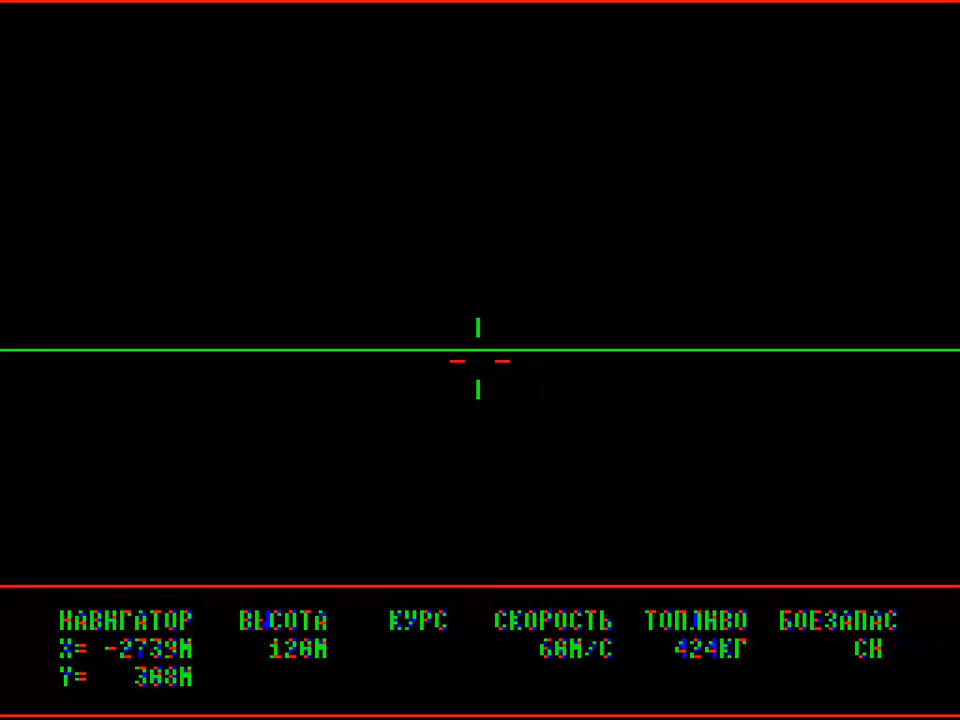 НАВИГАТОР ВЫСОТА КУРС СКОРОСТЬ ТОПЛИВО БОЕЗАПАС
X= -2739М 120М 60М/С 424КГ СН
Y= 308М